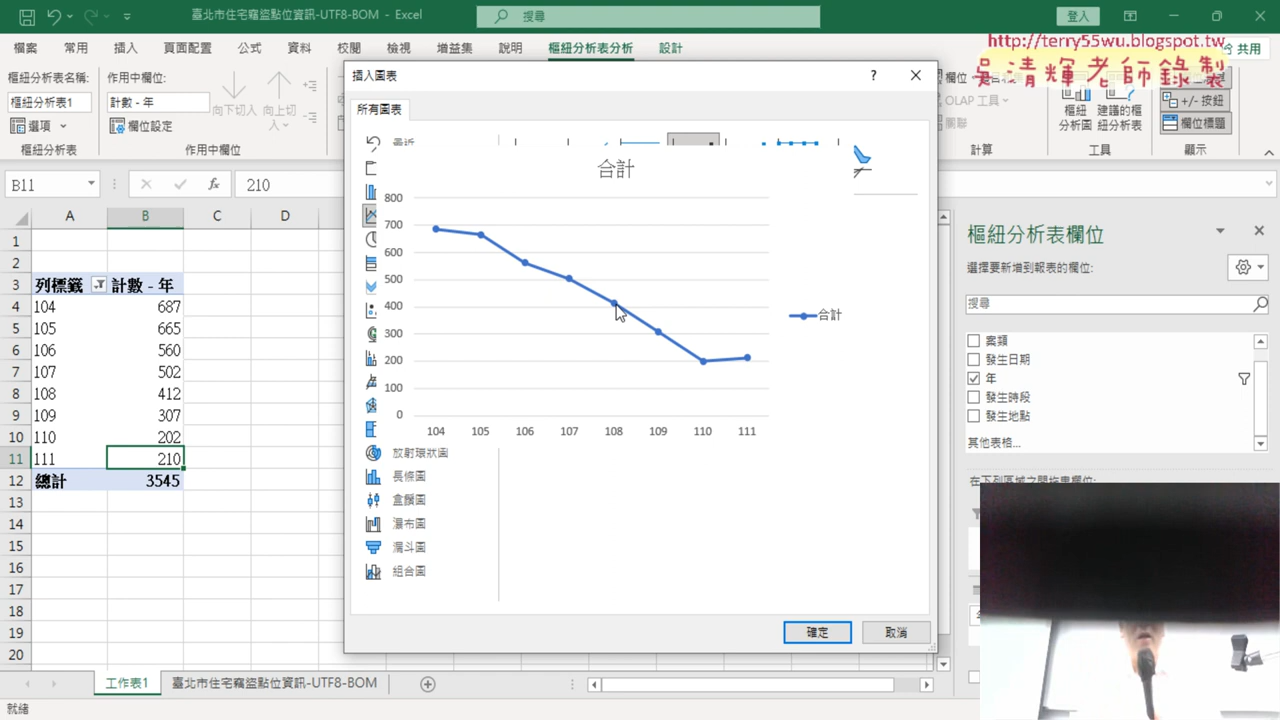 臺北市住宅竊盜點位資訊-UTF8-BOM - Excel
搜尋
登入
檔案 常用 插入 頁面配置 公式 資料 校閱 檢視 增益集 說明 樞紐分析表分析 設計 共用
http://terry55wu.blogspot.tw
吳清輝老師錄製
樞紐分析表名稱:
樞紐分析表1
選項
樞紐分析表
作用中欄位:
計數 - 年
欄位設定
向下切入 向上切入
作用中欄位
OLAP 工具
關聯
計算
樞紐分析圖
建議的樞紐分析表
工具
+/- 按鈕
欄位標題
顯示
B11
fx
210
A B C D
1
2
3 列標籤 計數 - 年
4 104 687
5 105 665
6 106 560
7 107 502
8 108 412
9 109 307
10 110 202
11 111 210
12 總計 3545
13
14
15
16
17
18
19
20
插入圖表
?
所有圖表
最近
放射環狀圖
長條圖
盒鬚圖
瀑布圖
漏斗圖
組合圖
合計
800
700
600
500
400
300
200
100
0
104 105 106 107 108 109 110 111
合計
確定
取消
樞紐分析表欄位
選擇要新增到報表的欄位:
搜尋
案類
發生日期
年
發生時段
發生地點
其他表格...
在下列區域之間拖曳欄位:
工作表1
臺北市住宅竊盜點位資訊-UTF8-BOM
就緒